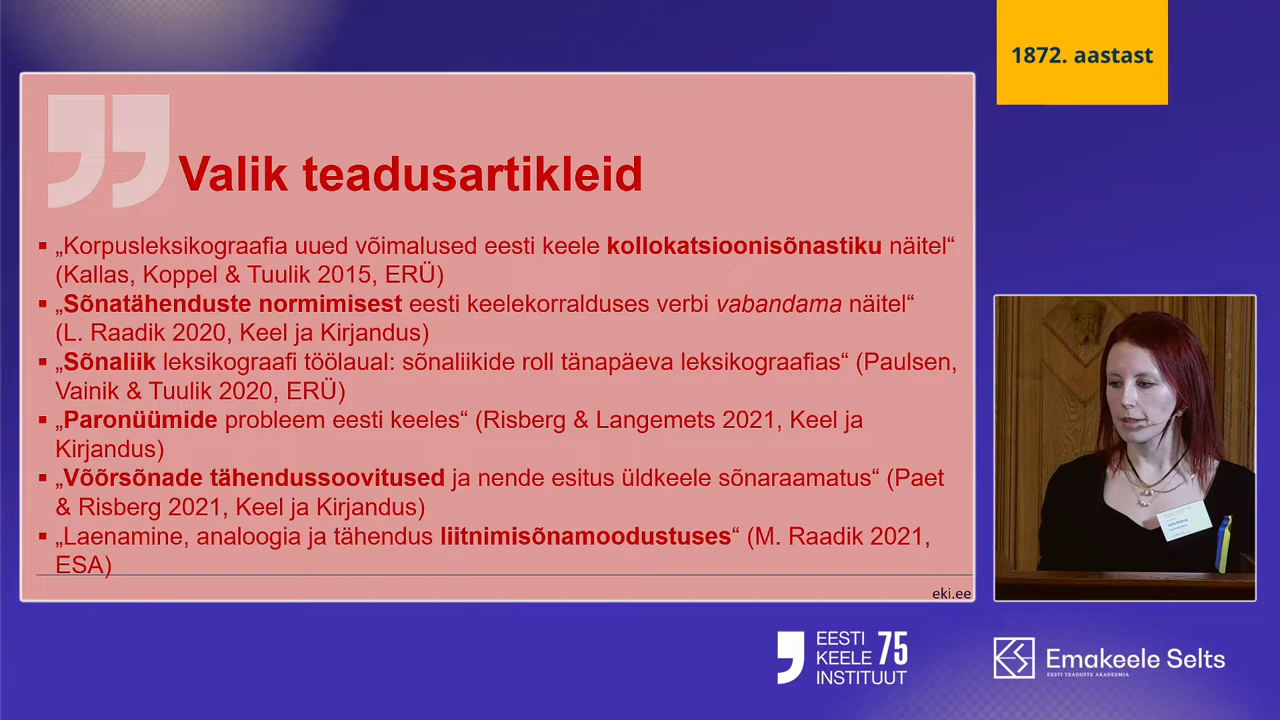 1872. aastast
Valik teadusartikleid
▪ „Korpusleksikograafia uued võimalused eesti keele kollokatsioonisõnastiku näitel“
(Kallas, Koppel & Tuulik 2015, ERÜ)
▪ „Sõnatähenduste normimisest eesti keelekorralduses verbi vabandama näitel“
(L. Raadik 2020, Keel ja Kirjandus)
▪ „Sõnaliik leksikograafi töölaual: sõnaliikide roll tänapäeva leksikograafias“ (Paulsen,
Vainik & Tuulik 2020, ERÜ)
▪ „Paronüümide probleem eesti keeles“ (Risberg & Langemets 2021, Keel ja
Kirjandus)
▪ „Võõrsõnade tähendussoovitused ja nende esitus üldkeele sõnaraamatus“ (Paet
& Risberg 2021, Keel ja Kirjandus)
▪ „Laenamine, analoogia ja tähendus liitnimisõnamoodustuses“ (M. Raadik 2021,
ESA)
eki.ee
EESTI
KEELE 75
INSTITUUT
Emakeele Selts
EESTI TEADUSTE AKADEEMIA